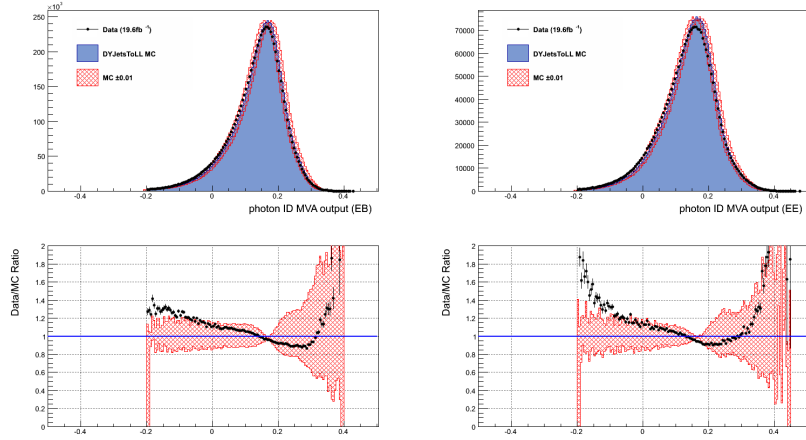 ×10³
250
200
150
100
50
0
-0.4 -0.2 0 0.2 0.4
Data (19.6fb⁻¹)
DYJetsToLL MC
MC ±0.01
photon ID MVA output (EB)
70000
60000
50000
40000
30000
20000
10000
0
-0.4 -0.2 0 0.2 0.4
Data (19.6fb⁻¹)
DYJetsToLL MC
MC ±0.01
photon ID MVA output (EE)
Data/MC Ratio
2
1.8
1.6
1.4
1.2
1
0.8
0.6
0.4
0.2
0
-0.4 -0.2 0 0.2 0.4
Data/MC Ratio
2
1.8
1.6
1.4
1.2
1
0.8
0.6
0.4
0.2
0
-0.4 -0.2 0 0.2 0.4